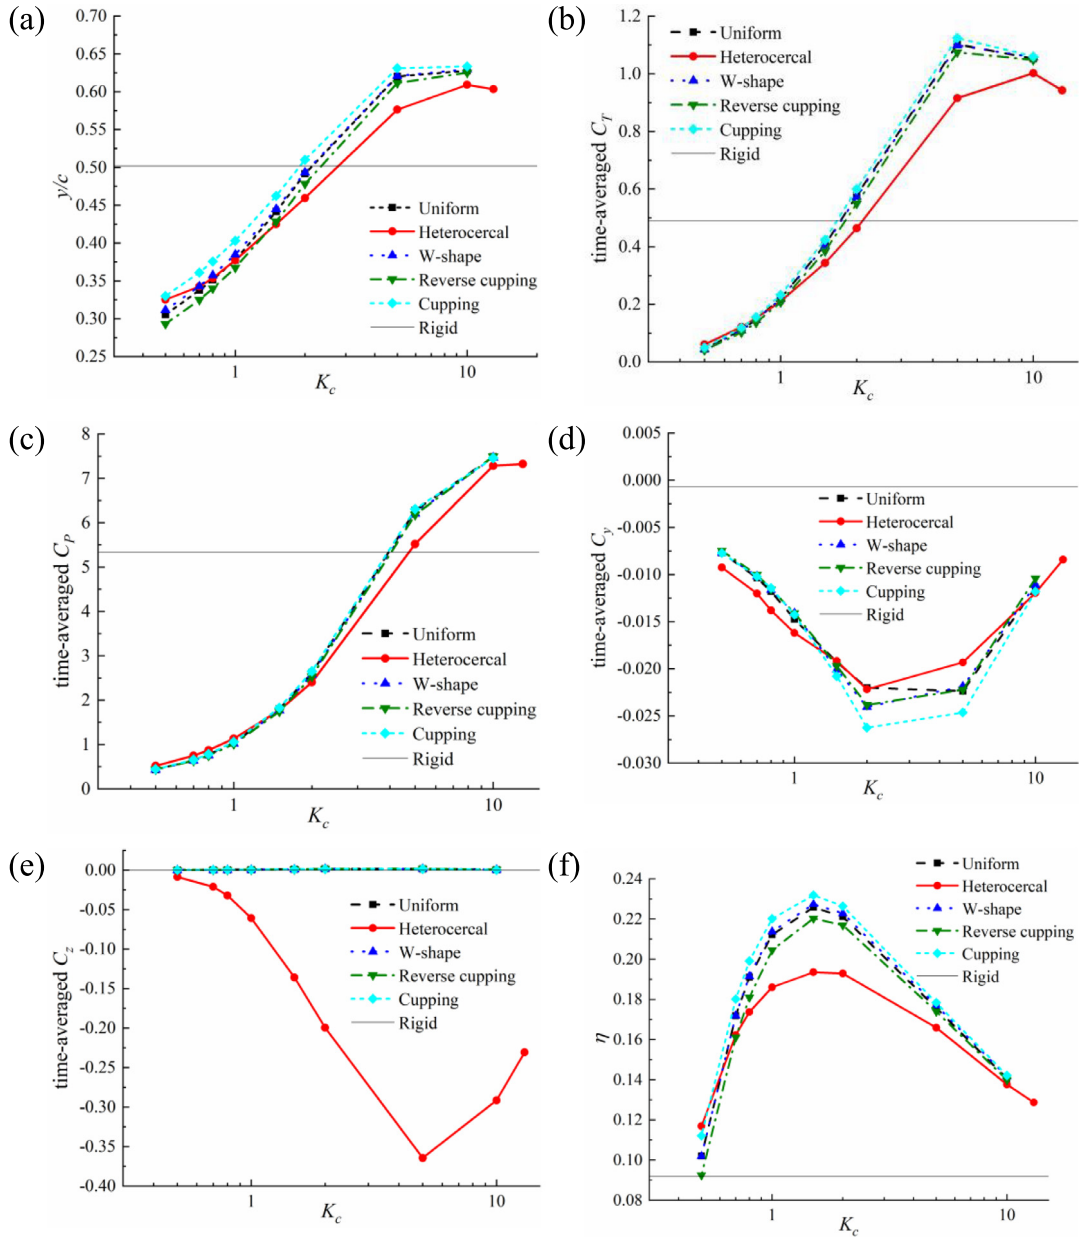 (a)
0.70
0.65
0.60
0.55
0.50
0.45
0.40
0.35
0.30
0.25
y/c
Uniform
Heterocercal
W-shape
Reverse cupping
Cupping
Rigid
1
10
K_c
(b)
1.2
1.0
0.8
0.6
0.4
0.2
0.0
time-averaged C_T
Uniform
Heterocercal
W-shape
Reverse cupping
Cupping
Rigid
1
10
K_c
(c)
8
7
6
5
4
3
2
1
0
time-averaged C_P
Uniform
Heterocercal
W-shape
Reverse cupping
Cupping
Rigid
1
10
K_c
(d)
0.005
0.000
-0.005
-0.010
-0.015
-0.020
-0.025
-0.030
time-averaged C_y
Uniform
Heterocercal
W-shape
Reverse cupping
Cupping
Rigid
1
10
K_c
(e)
0.00
-0.05
-0.10
-0.15
-0.20
-0.25
-0.30
-0.35
-0.40
time-averaged C_z
Uniform
Heterocercal
W-shape
Reverse cupping
Cupping
Rigid
1
10
K_c
(f)
0.24
0.22
0.20
0.18
0.16
0.14
0.12
0.10
0.08
η
Uniform
Heterocercal
W-shape
Reverse cupping
Cupping
Rigid
1
10
K_c